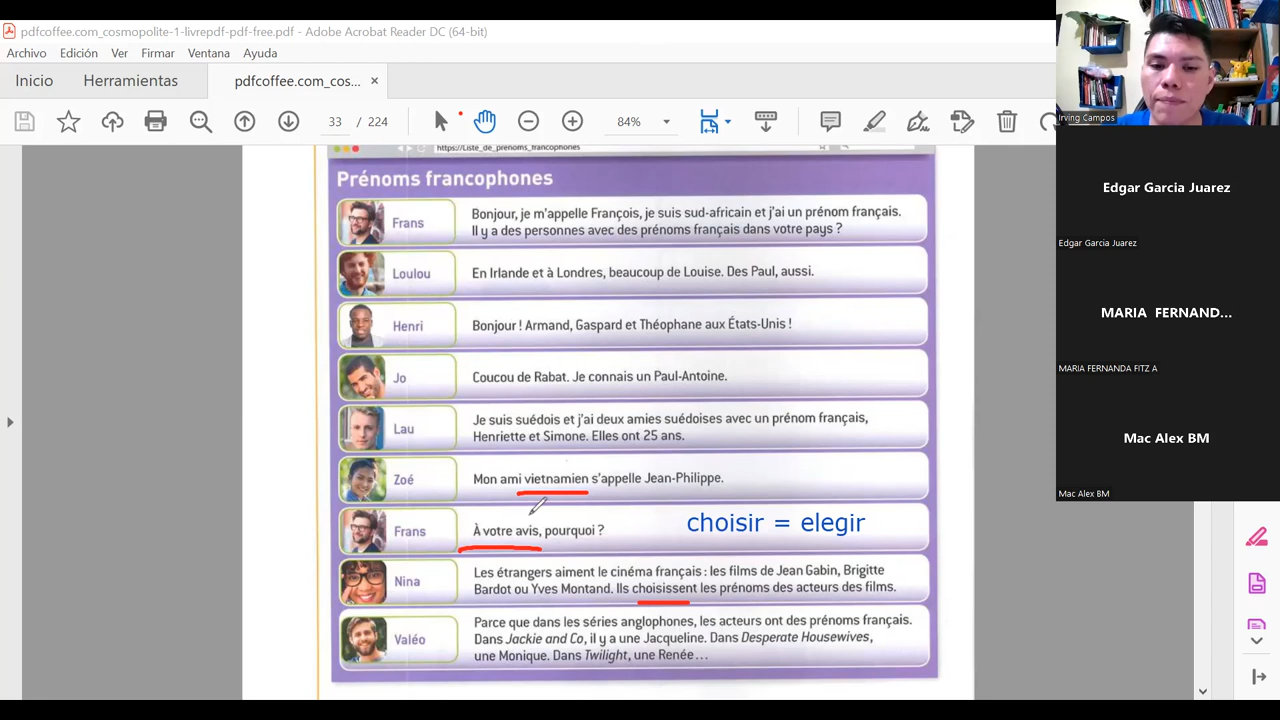 pdfcoffee.com_cosmopolite-1-livrepdf-pdf-free.pdf - Adobe Acrobat Reader DC (64-bit)
Archivo Edición Ver Firmar Ventana Ayuda
Inicio Herramientas pdfcoffee.com_cos... ×
33 / 224 84%
https://Liste_de_prenoms_francophones
Prénoms francophones
Frans
Bonjour, je m'appelle François, je suis sud-africain et j'ai un prénom français.
Il y a des personnes avec des prénoms français dans votre pays ?
Loulou
En Irlande et à Londres, beaucoup de Louise. Des Paul, aussi.
Henri
Bonjour ! Armand, Gaspard et Théophane aux États-Unis !
Jo
Coucou de Rabat. Je connais un Paul-Antoine.
Lau
Je suis suédois et j'ai deux amies suédoises avec un prénom français,
Henriette et Simone. Elles ont 25 ans.
Zoé
Mon ami vietnamien s'appelle Jean-Philippe.
Frans
À votre avis, pourquoi ?
choisir = elegir
Nina
Les étrangers aiment le cinéma français : les films de Jean Gabin, Brigitte
Bardot ou Yves Montand. Ils choisissent les prénoms des acteurs des films.
Valéo
Parce que dans les séries anglophones, les acteurs ont des prénoms français.
Dans Jackie and Co, il y a une Jacqueline. Dans Desperate Housewives,
une Monique. Dans Twilight, une Renée...
Irving Campos
Edgar Garcia Juarez
Edgar Garcia Juarez
MARIA FERNAND...
MARIA FERNANDA FITZ A
Mac Alex BM
Mac Alex BM